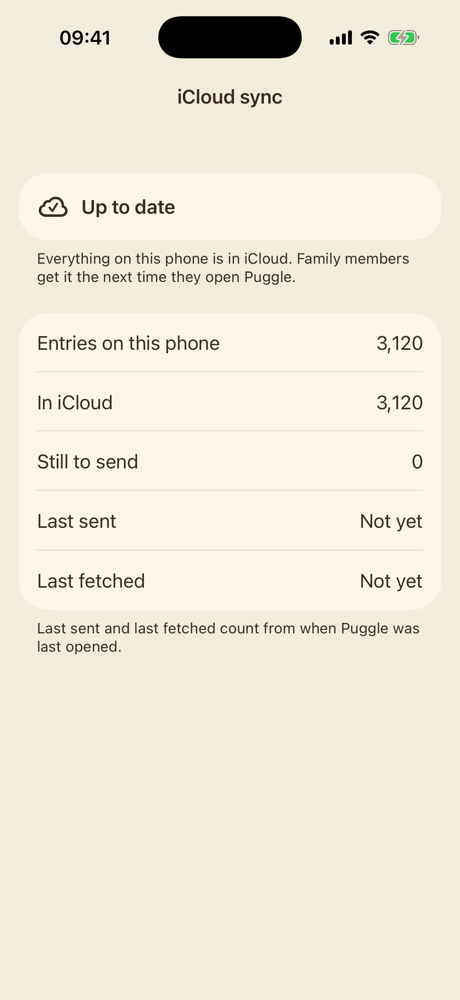 09:41
iCloud sync
Up to date
Everything on this phone is in iCloud. Family members
get it the next time they open Puggle.
Entries on this phone 3,120
In iCloud 3,120
Still to send 0
Last sent Not yet
Last fetched Not yet
Last sent and last fetched count from when Puggle was
last opened.